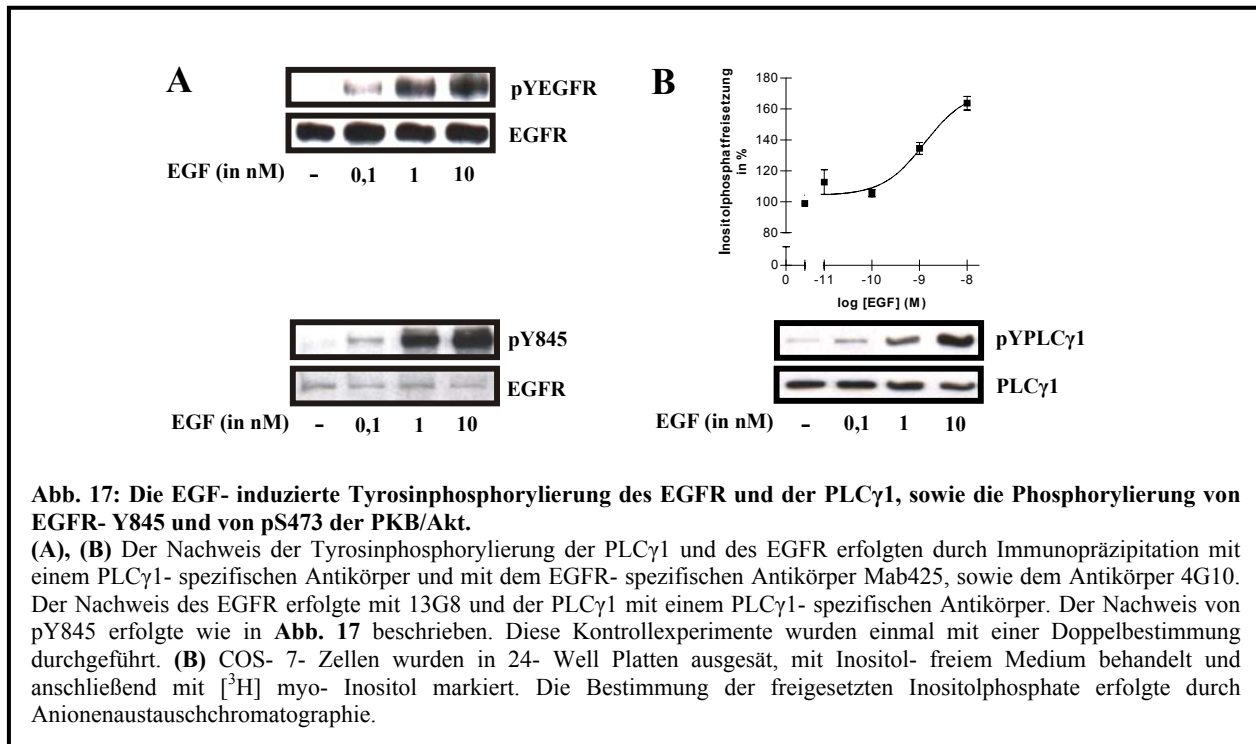 A
pYEGFR
EGFR
EGF (in nM) - 0,1 1 10
pY845
EGFR
EGF (in nM) - 0,1 1 10
B
Inositolphosphatfreisetzung
in %
180
160
140
120
100
80
0
0 -11 -10 -9 -8
log [EGF] (M)
pYPLCγ1
PLCγ1
EGF (in nM) - 0,1 1 10
Abb. 17: Die EGF- induzierte Tyrosinphosphorylierung des EGFR und der PLCγ1, sowie die Phosphorylierung von
EGFR- Y845 und von pS473 der PKB/Akt.
(A), (B) Der Nachweis der Tyrosinphosphorylierung der PLCγ1 und des EGFR erfolgten durch Immunopräzipitation mit
einem PLCγ1- spezifischen Antikörper und mit dem EGFR- spezifischen Antikörper Mab425, sowie dem Antikörper 4G10.
Der Nachweis des EGFR erfolgte mit 13G8 und der PLCγ1 mit einem PLCγ1- spezifischen Antikörper. Der Nachweis von
pY845 erfolgte wie in Abb. 17 beschrieben. Diese Kontrollexperimente wurden einmal mit einer Doppelbestimmung
durchgeführt. (B) COS- 7- Zellen wurden in 24- Well Platten ausgesät, mit Inositol- freiem Medium behandelt und
anschließend mit [³H] myo- Inositol markiert. Die Bestimmung der freigesetzten Inositolphosphate erfolgte durch
Anionenaustauschchromatographie.